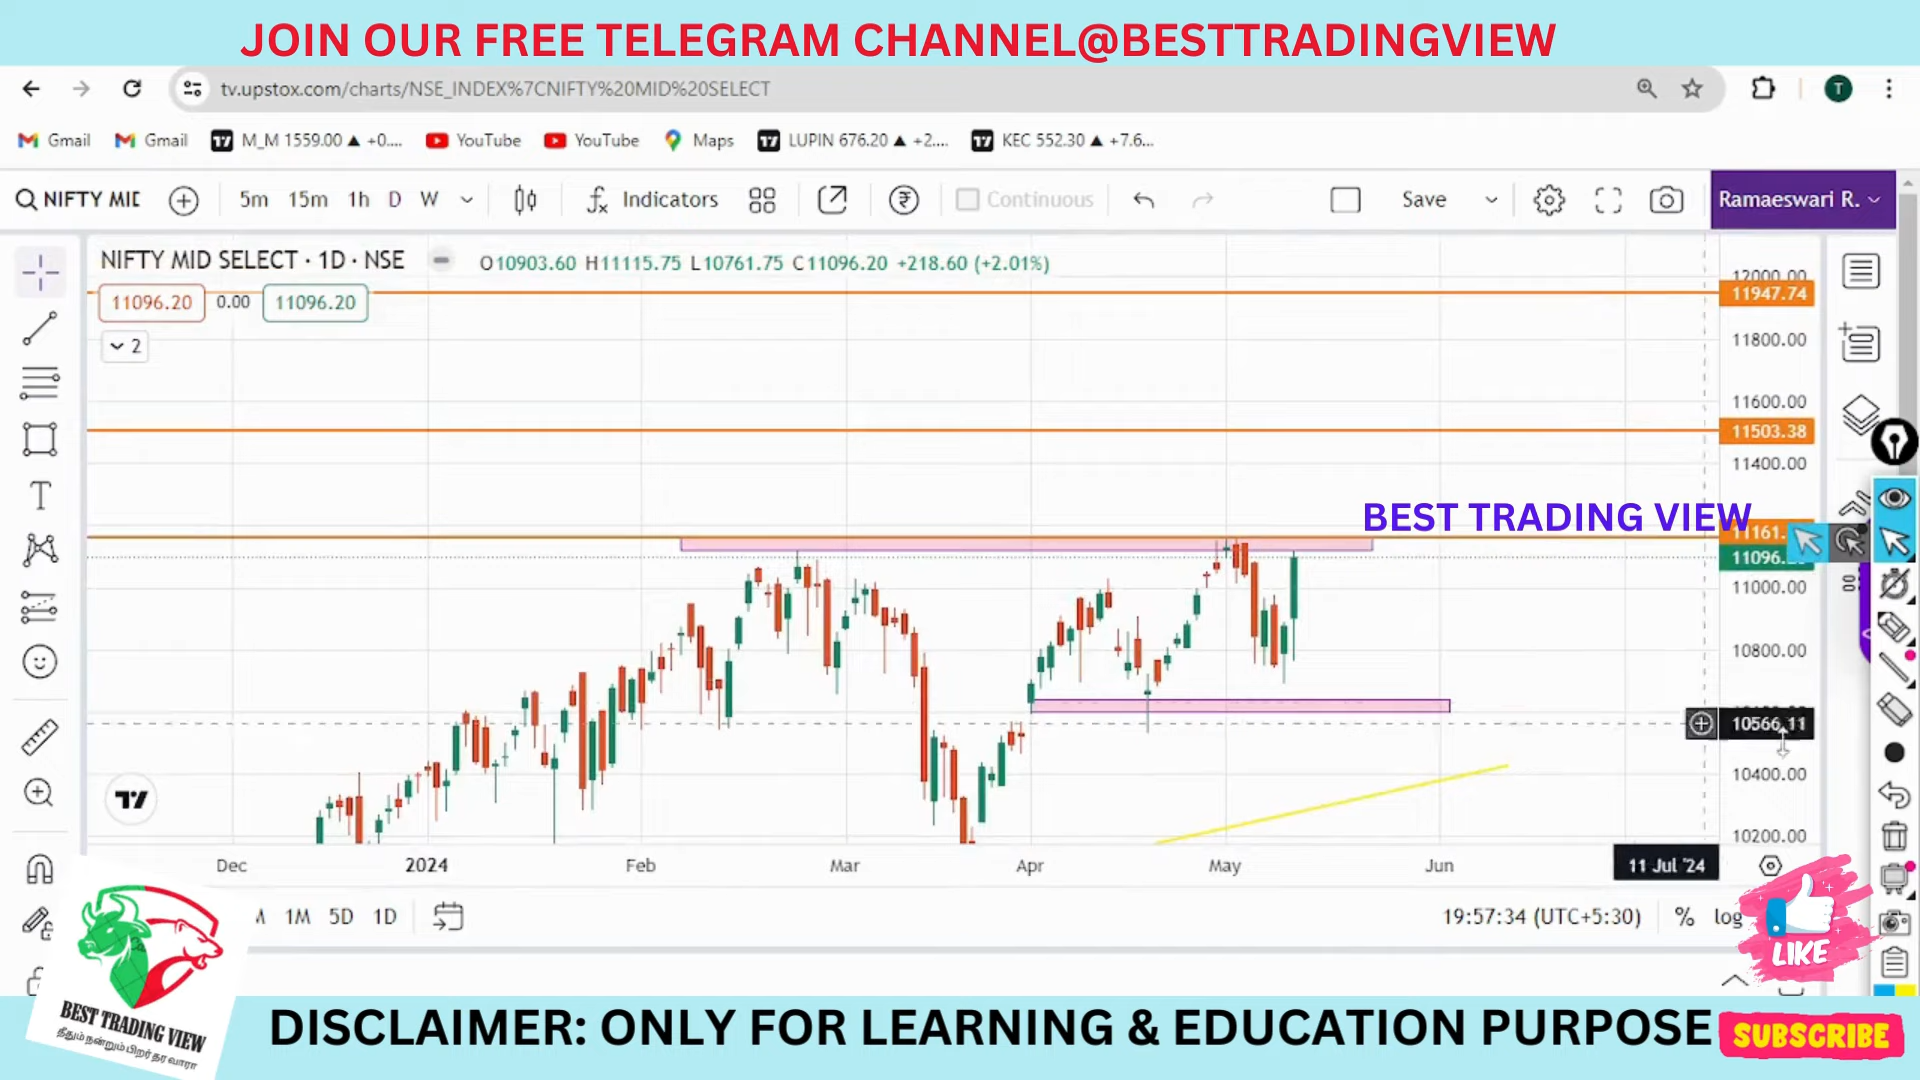 JOIN OUR FREE TELEGRAM CHANNEL@BESTTRADINGVIEW
tv.upstox.com/charts/NSE_INDEX%7CNIFTY%20MID%20SELECT
T
Gmail Gmail M_M 1559.00 ▲ +0.... YouTube YouTube Maps LUPIN 676.20 ▲ +2.... KEC 552.30 ▲ +7.6...
NIFTY MID 5m 15m 1h D W Indicators Continuous Save Ramaeswari R.
NIFTY MID SELECT · 1D · NSE O10903.60 H11115.75 L10761.75 C11096.20 +218.60 (+2.01%)
12000.00
11947.74
11096.20 0.00 11096.20
2
11800.00
11600.00
11503.38
11400.00
BEST TRADING VIEW
11161.
11096.
11000.00
10800.00
10566.11
10400.00
10200.00
Dec 2024 Feb Mar Apr May Jun 11 Jul '24
1M 5D 1D 19:57:34 (UTC+5:30) % log
LIKE
BEST TRADING VIEW
DISCLAIMER: ONLY FOR LEARNING & EDUCATION PURPOSE
SUBSCRIBE